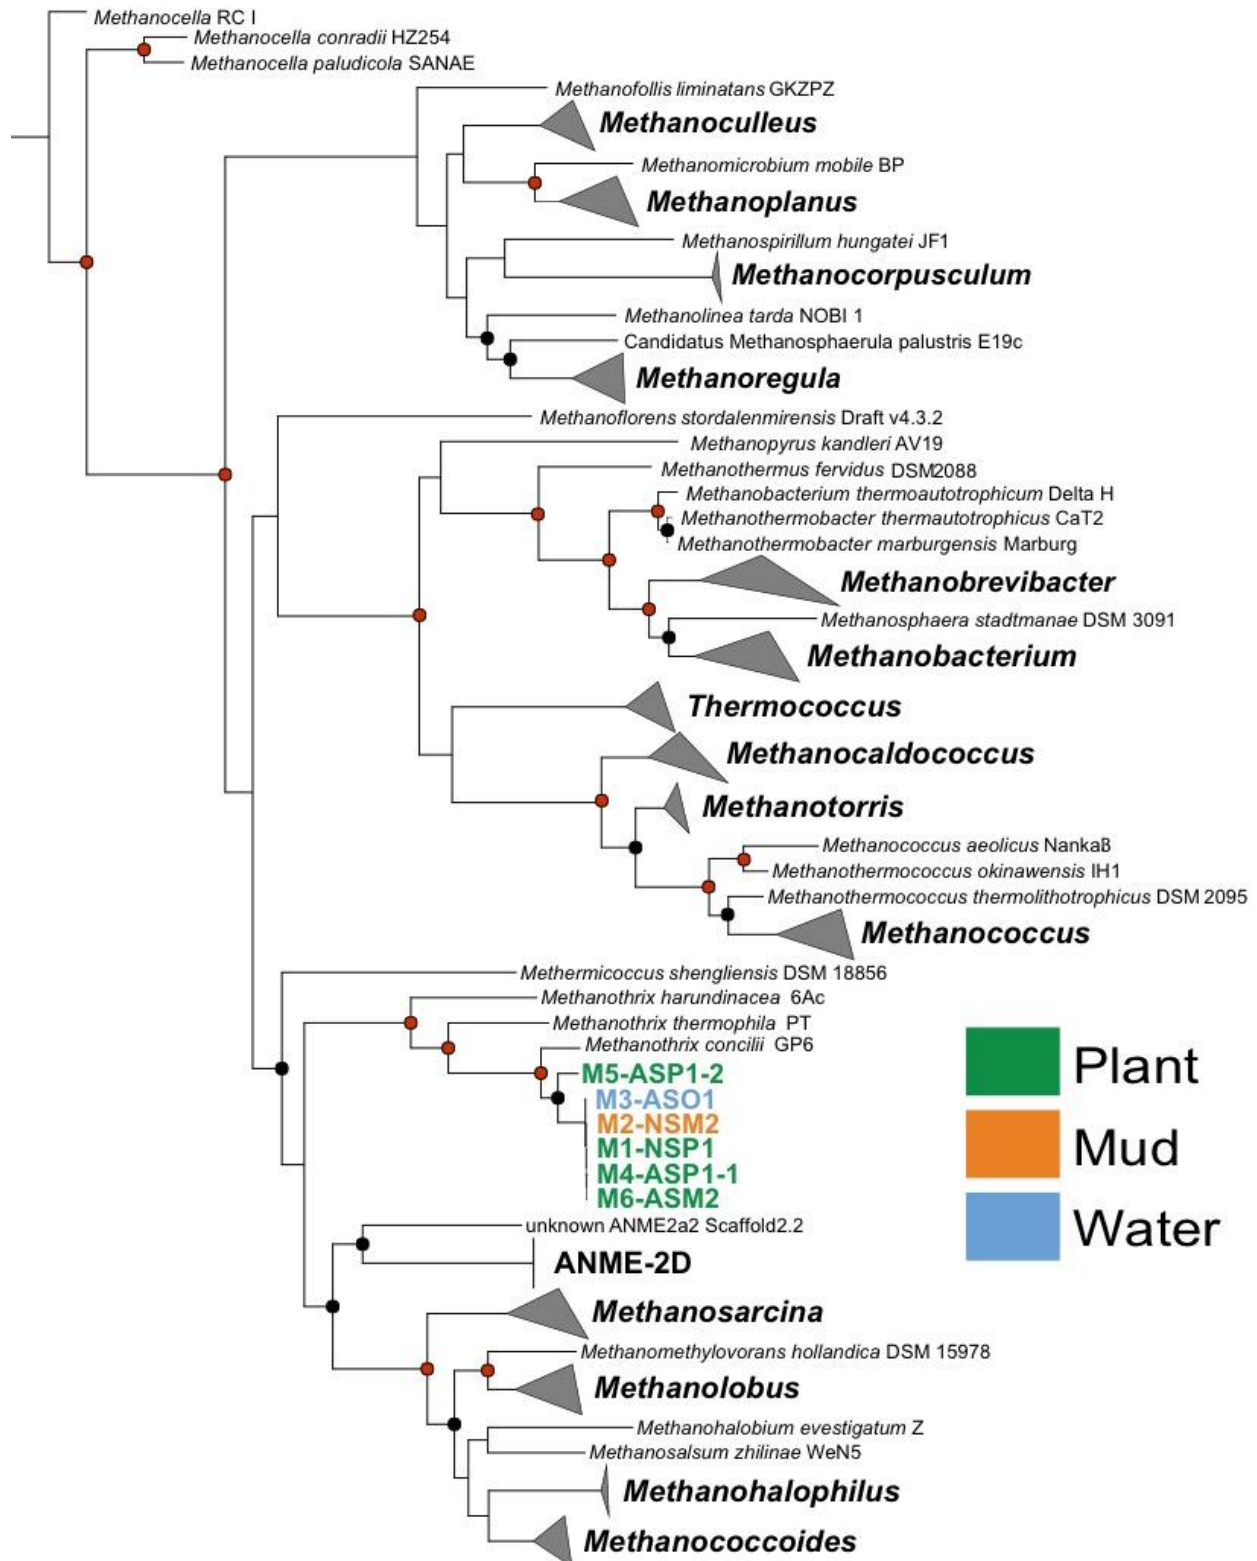 Methanocella RC I
Methanocella conradii HZ254
Methanocella paludicola SANAE
Methanofollis liminatans GKZPZ
Methanoculleus
Methanomicrobium mobile BP
Methanoplanus
Methanospirillum hungatei JF1
Methanocorpusculum
Methanolinea tarda NOBI 1
Candidatus Methanosphaerula palustris E19c
Methanoregula
Methanoflorens stordalenmirensis Draft v4.3.2
Methanopyrus kandleri AV19
Methanothermus fervidus DSM2088
Methanobacterium thermoautotrophicum Delta H
Methanothermobacter thermautotrophicus CaT2
Methanothermobacter marburgensis Marburg
Methanobrevibacter
Methanosphaera stadtmanae DSM 3091
Methanobacterium
Thermococcus
Methanocaldococcus
Methanotorris
Methanococcus aeolicus Nankaß
Methanothermococcus okinawensis IH1
Methanothermococcus thermolithotrophicus DSM 2095
Methanococcus
Methermicoccus shengliensis DSM 18856
Methanothrix harundinacea 6Ac
Methanothrix thermophila PT
Methanothrix concilii GP6
M5-ASP1-2
M3-ASO1
M2-NSM2
M1-NSP1
M4-ASP1-1
M6-ASM2
Plant
Mud
Water
unknown ANME2a2 Scaffold2.2
ANME-2D
Methanosarcina
Methanomethylovorans hollandica DSM 15978
Methanolobus
Methanohalobium evestigatum Z
Methanosalsum zhilinae WeN5
Methanohalophilus
Methanococcoides